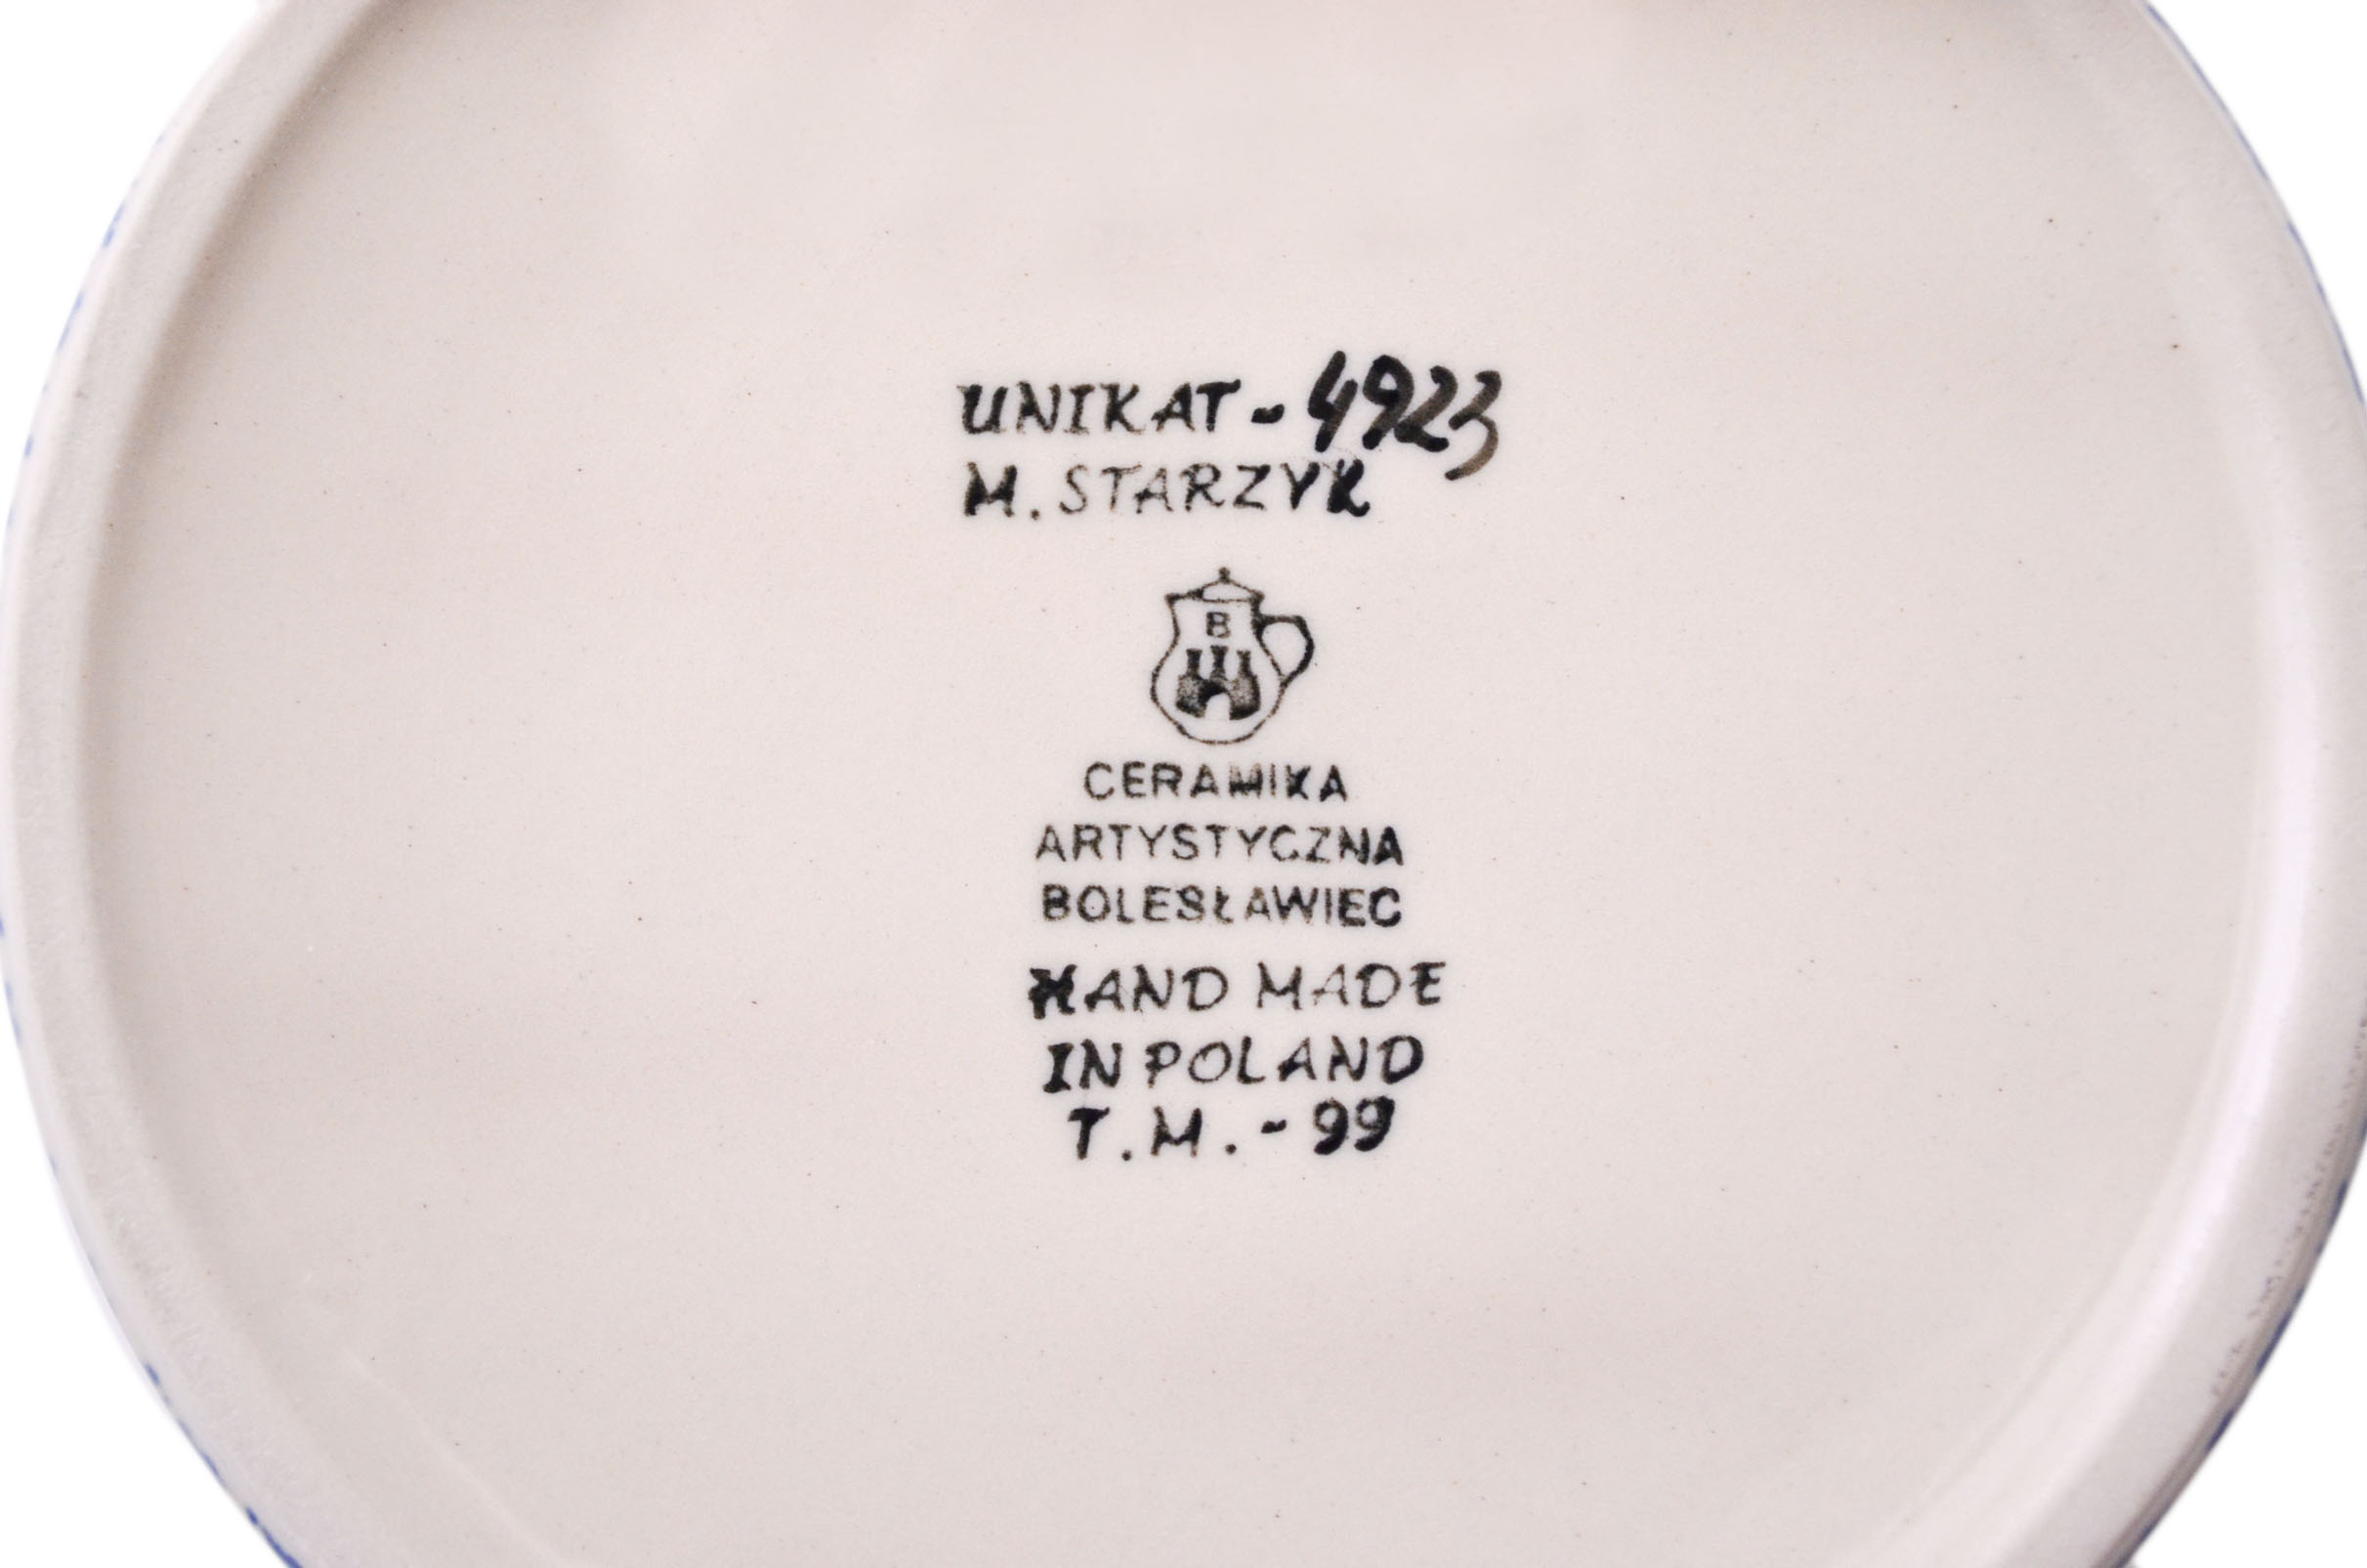 UNIKAT - 4923
M. STARZYK
B
CERAMIKA
ARTYSTYCZNA
BOLESŁAWIEC
HAND MADE
IN POLAND
T.M. - 99